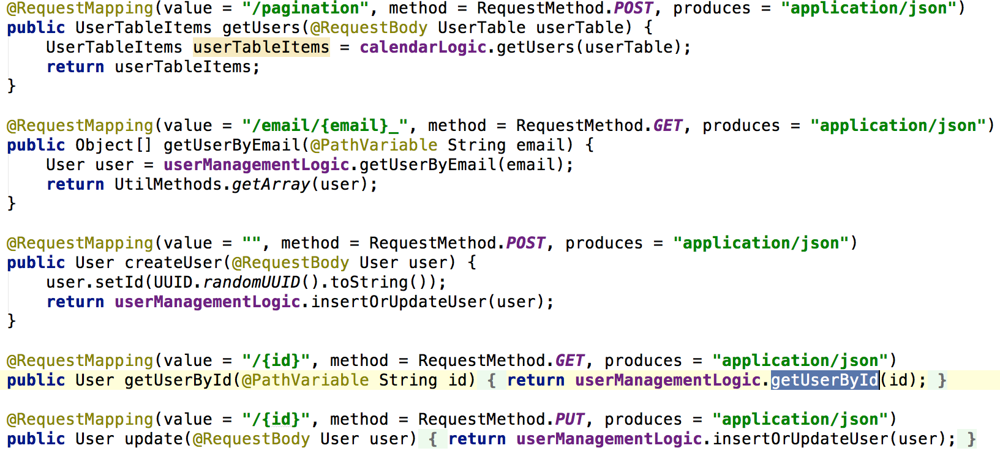 @RequestMapping(value = "/pagination", method = RequestMethod.POST, produces = "application/json")
public UserTableItems getUsers(@RequestBody UserTable userTable) {
    UserTableItems userTableItems = calendarLogic.getUsers(userTable);
    return userTableItems;
}

@RequestMapping(value = "/email/{email}_", method = RequestMethod.GET, produces = "application/json")
public Object[] getUserByEmail(@PathVariable String email) {
    User user = userManagementLogic.getUserByEmail(email);
    return UtilMethods.getArray(user);
}

@RequestMapping(value = "", method = RequestMethod.POST, produces = "application/json")
public User createUser(@RequestBody User user) {
    user.setId(UUID.randomUUID().toString());
    return userManagementLogic.insertOrUpdateUser(user);
}

@RequestMapping(value = "/{id}", method = RequestMethod.GET, produces = "application/json")
public User getUserById(@PathVariable String id) { return userManagementLogic.getUserById(id); }

@RequestMapping(value = "/{id}", method = RequestMethod.PUT, produces = "application/json")
public User update(@RequestBody User user) { return userManagementLogic.insertOrUpdateUser(user); }